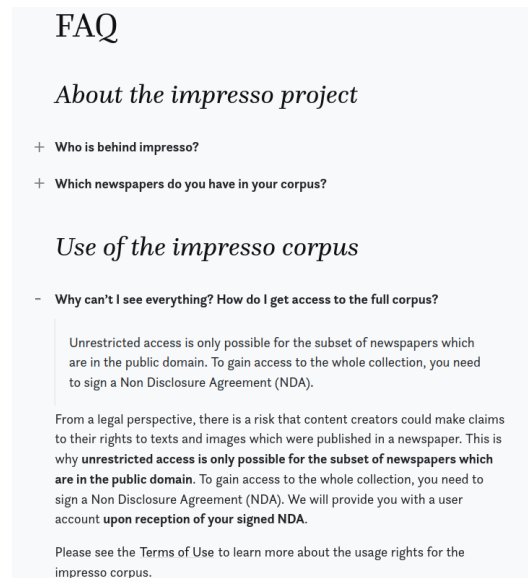 FAQ
About the impresso project
+ Who is behind impresso?
+ Which newspapers do you have in your corpus?
Use of the impresso corpus
- Why can't I see everything? How do I get access to the full corpus?
Unrestricted access is only possible for the subset of newspapers which
are in the public domain. To gain access to the whole collection, you need
to sign a Non Disclosure Agreement (NDA).
From a legal perspective, there is a risk that content creators could make claims
to their rights to texts and images which were published in a newspaper. This is
why unrestricted access is only possible for the subset of newspapers which
are in the public domain. To gain access to the whole collection, you need to
sign a Non Disclosure Agreement (NDA). We will provide you with a user
account upon reception of your signed NDA.
Please see the Terms of Use to learn more about the usage rights for the
impresso corpus.